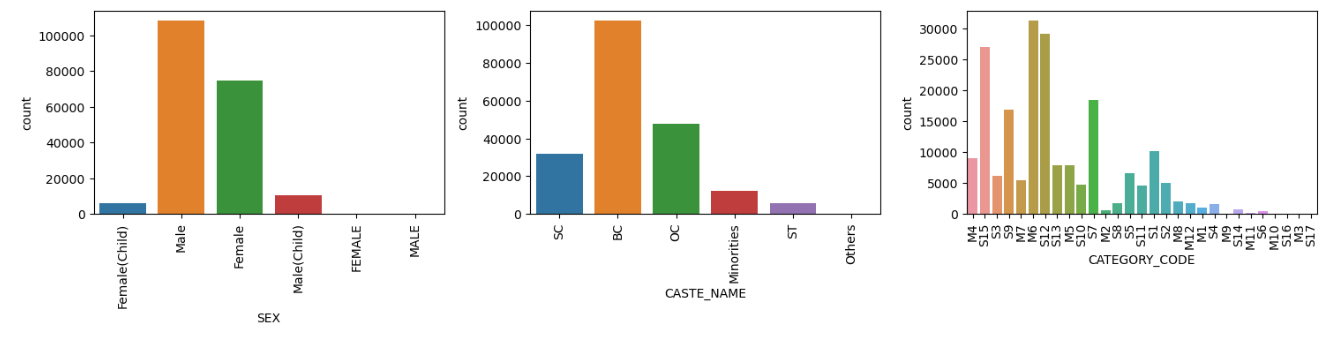 count
100000
80000
60000
40000
20000
0
Female(Child)
Male
Female
Male(Child)
FEMALE
MALE
SEX
count
100000
80000
60000
40000
20000
0
SC
BC
OC
Minorities
ST
Others
CASTE_NAME
count
30000
25000
20000
15000
10000
5000
0
M4
S15
S3
S9
M7
M6
S12
S13
M5
S10
S7
M2
S8
S5
S11
S1
S2
M8
M12
M1
S4
M9
S14
M11
S6
M10
S16
M3
S17
CATEGORY_CODE